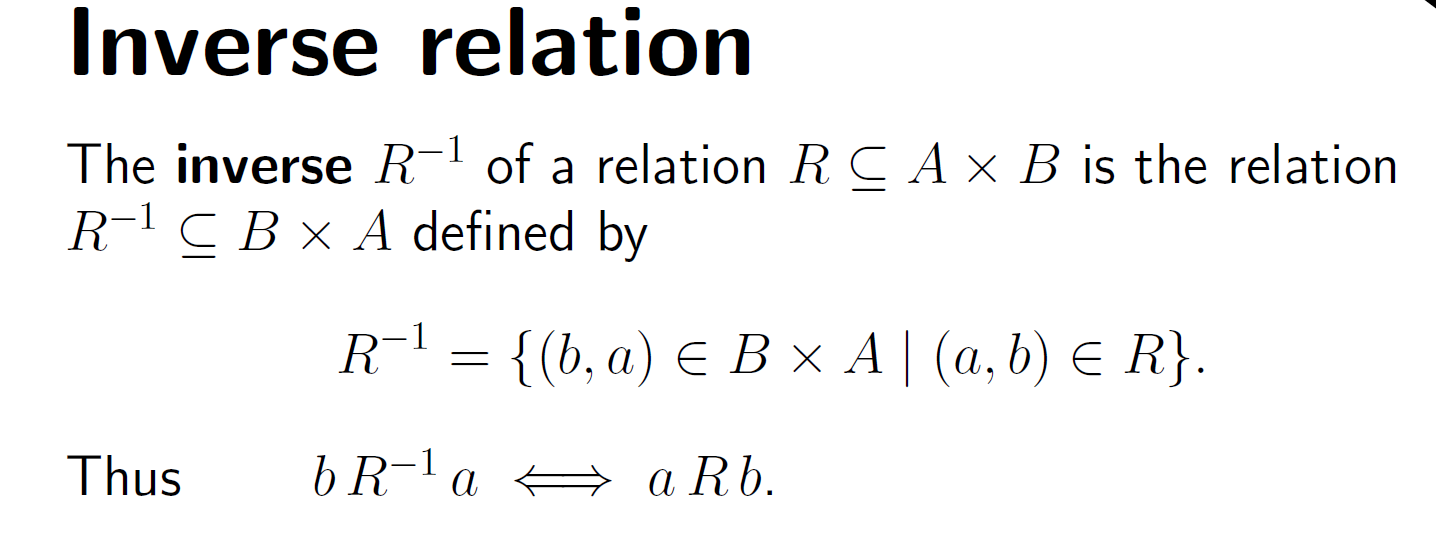 Inverse relation
The inverse R⁻¹ of a relation R ⊆ A × B is the relation
R⁻¹ ⊆ B × A defined by
R⁻¹ = {(b, a) ∈ B × A | (a, b) ∈ R}.
Thus b R⁻¹ a ⟺ a R b.